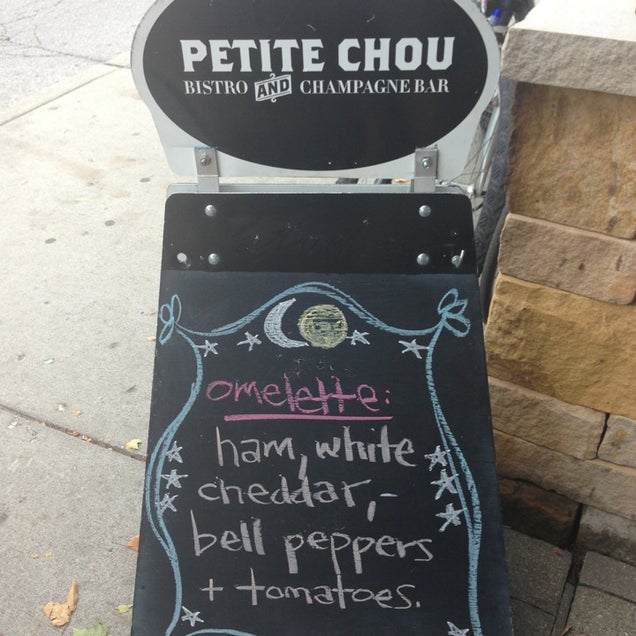 PETITE CHOU
BISTRO AND CHAMPAGNE BAR
omelette:
ham, white
cheddar, -
bell peppers
+ tomatoes.